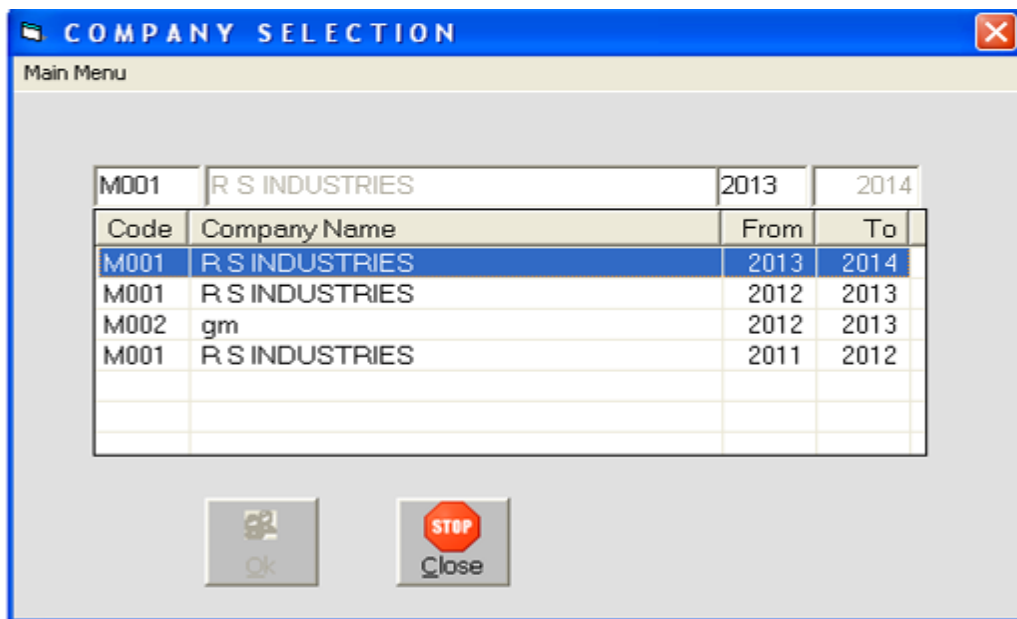 COMPANY SELECTION
Main Menu
M001 R S INDUSTRIES 2013 2014
Code Company Name From To
M001 R S INDUSTRIES 2013 2014
M001 R S INDUSTRIES 2012 2013
M002 gm 2012 2013
M001 R S INDUSTRIES 2011 2012
STOP
Ok Close